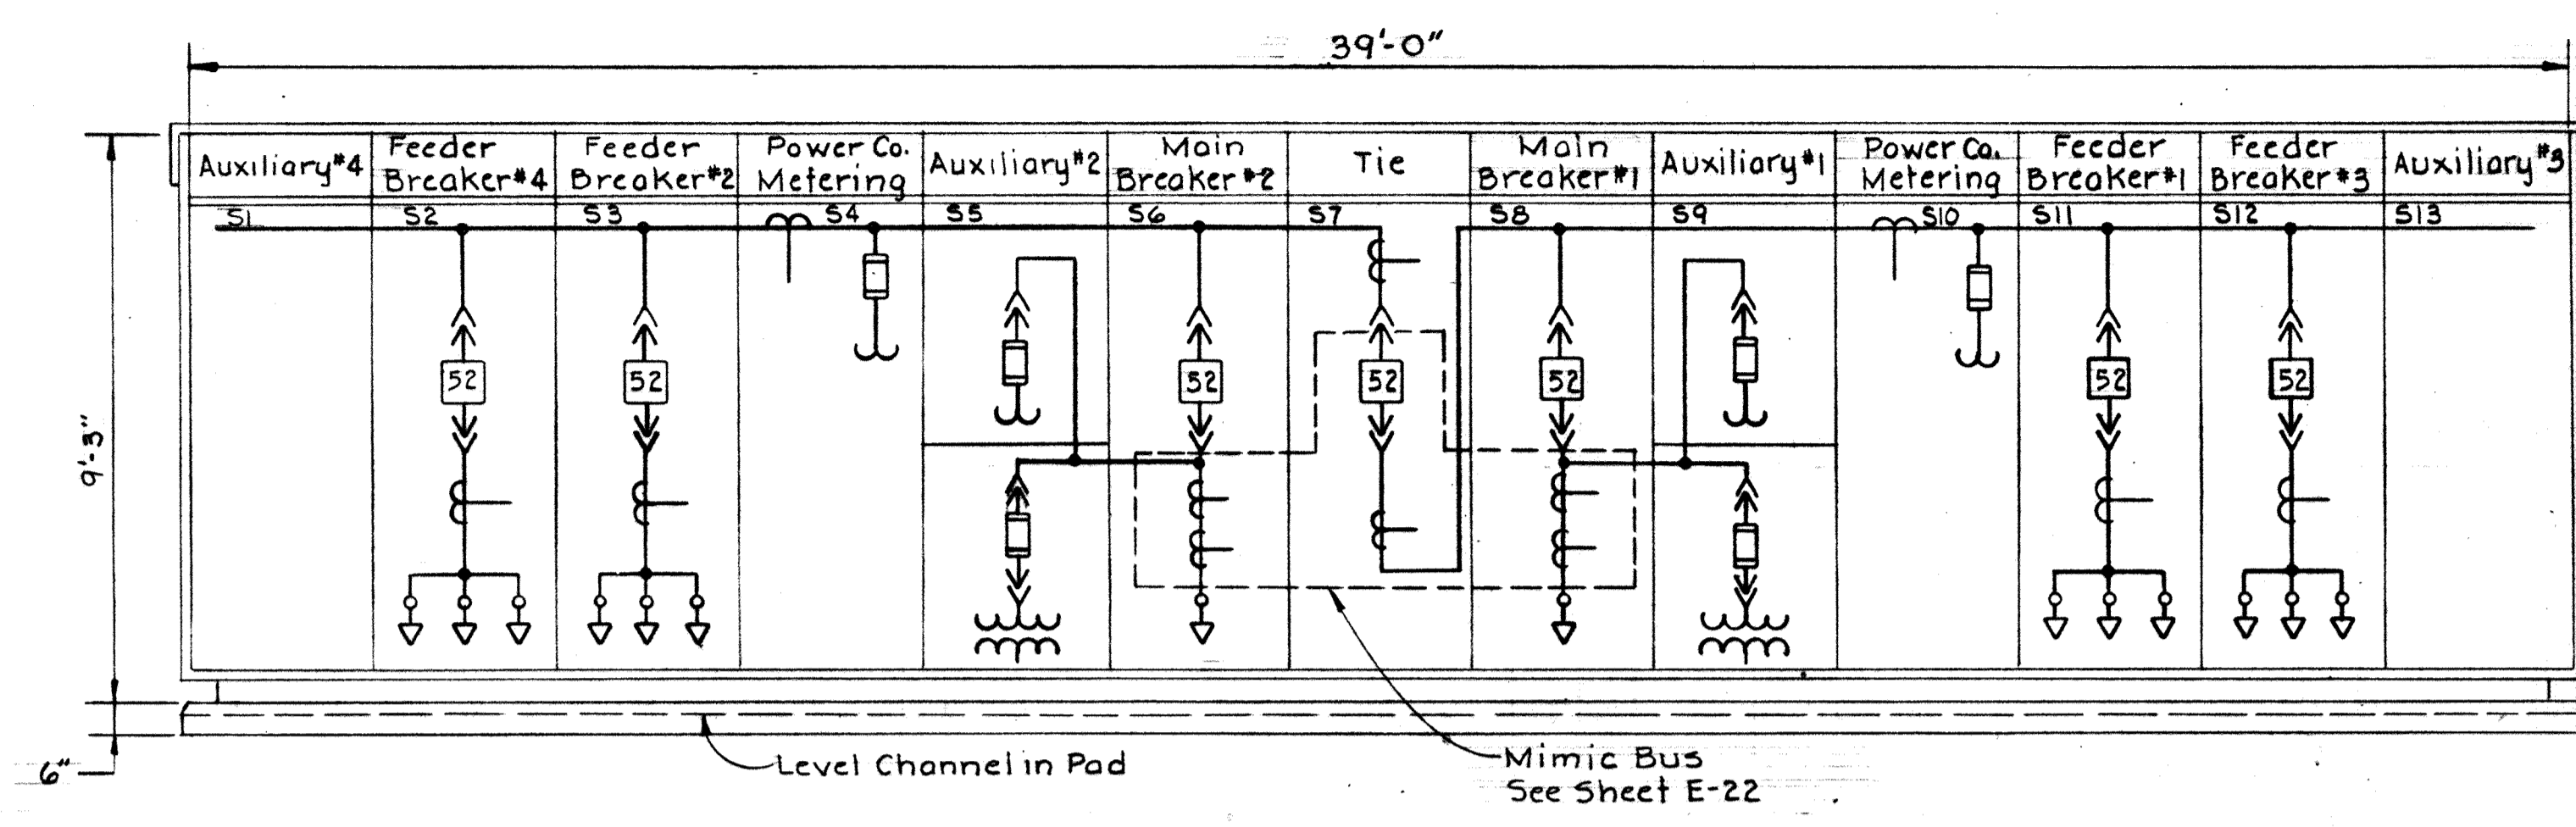 39'-0"
Auxiliary #4
Feeder
Breaker #4
Feeder
Breaker #2
Power Co.
Metering
Auxiliary #2
Main
Breaker #2
Tie
Main
Breaker #1
Auxiliary #1
Power Co.
Metering
Feeder
Breaker #1
Feeder
Breaker #3
Auxiliary #3
S1
S2
S3
S4
S5
S6
S7
S8
S9
S10
S11
S12
S13
52
52
52
52
52
52
52
9'-3"
6"
Level Channel in Pad
Mimic Bus
See Sheet E-22